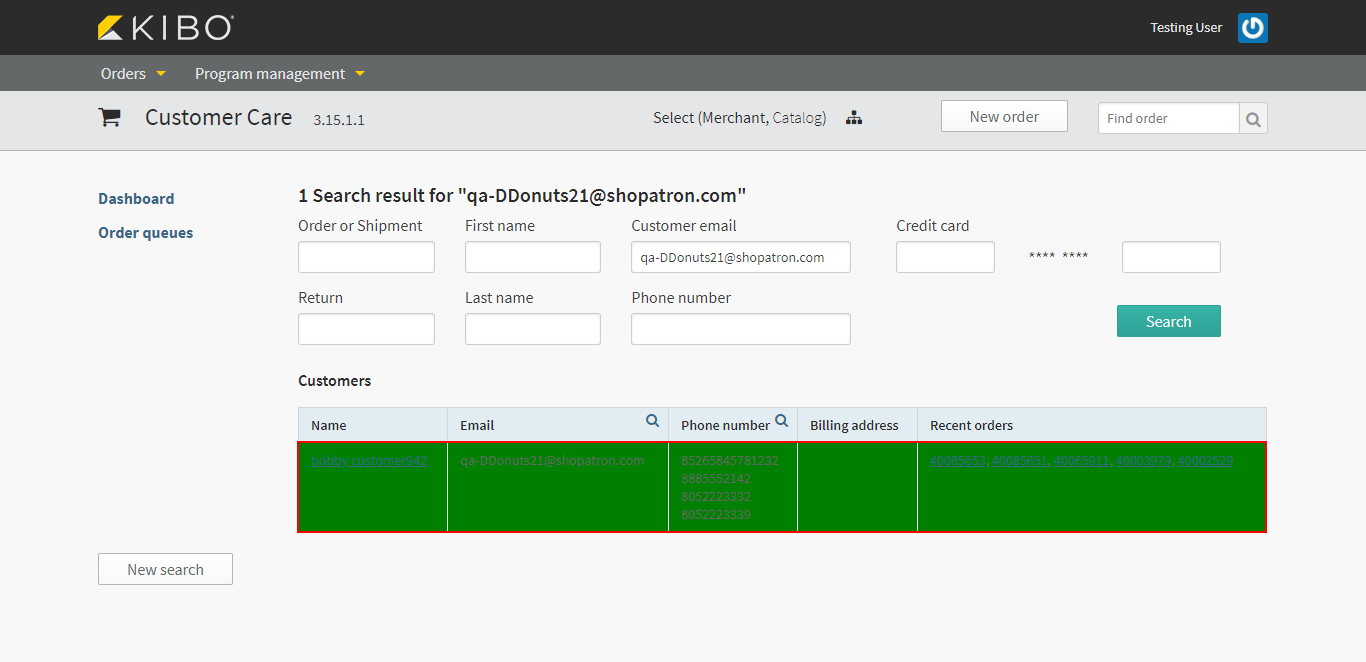 KIBO
Testing User
Orders Program management
Customer Care 3.15.1.1 Select (Merchant, Catalog) New order Find order
Dashboard
Order queues
1 Search result for "qa-DDonuts21@shopatron.com"
Order or Shipment First name Customer email Credit card
qa-DDonuts21@shopatron.com **** ****
Return Last name Phone number
Search
Customers
Name Email Phone number Billing address Recent orders
bobby customer942 qa-DDonuts21@shopatron.com 85265845781232 40085653, 40085651, 40065911, 40003979, 40002529
8885552142
8052223332
8052223339
New search